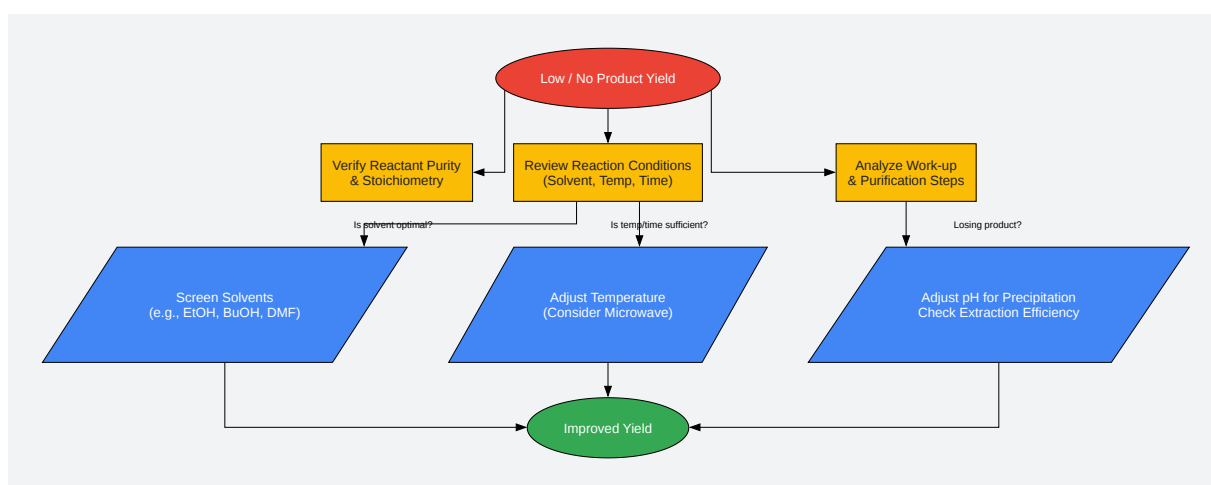 Low / No Product Yield
Verify Reactant Purity
& Stoichiometry
Review Reaction Conditions
(Solvent, Temp, Time)
Analyze Work-up
& Purification Steps
Is solvent optimal?
Is temp/time sufficient?
Losing product?
Screen Solvents
(e.g., EtOH, BuOH, DMF)
Adjust Temperature
(Consider Microwave)
Adjust pH for Precipitation
Check Extraction Efficiency
Improved Yield